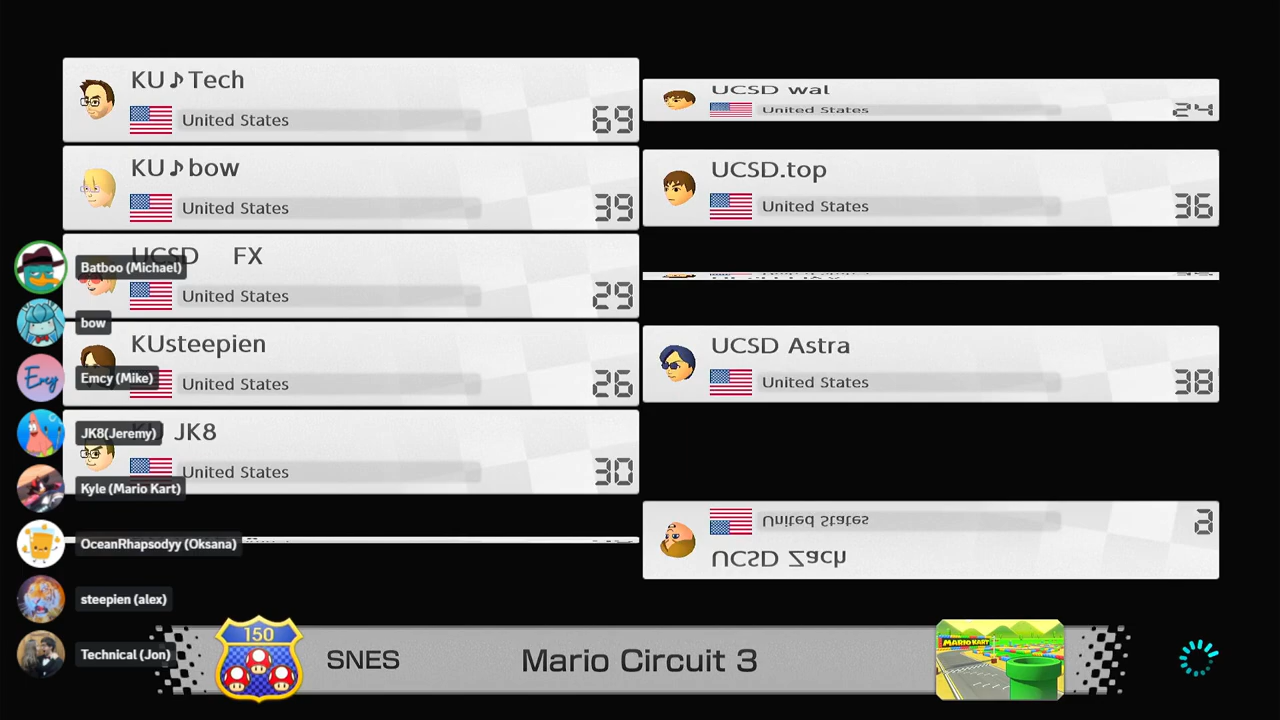 KU♪Tech
United States
69
KU♪bow
United States
39
UCSD FX
United States
29
KUsteepien
United States
26
KU JK8
United States
30
UCSD wal
United States
24
UCSD.top
United States
36
UCSD Astra
United States
38
United States
UCSD Zach
Batboo (Michael)
bow
Emcy (Mike)
Emcy
JK8(Jeremy)
Kyle (Mario Kart)
OceanRhapsodyy (Oksana)
steepien (alex)
Technical (Jon)
150
SNES
Mario Circuit 3
MARIO KART